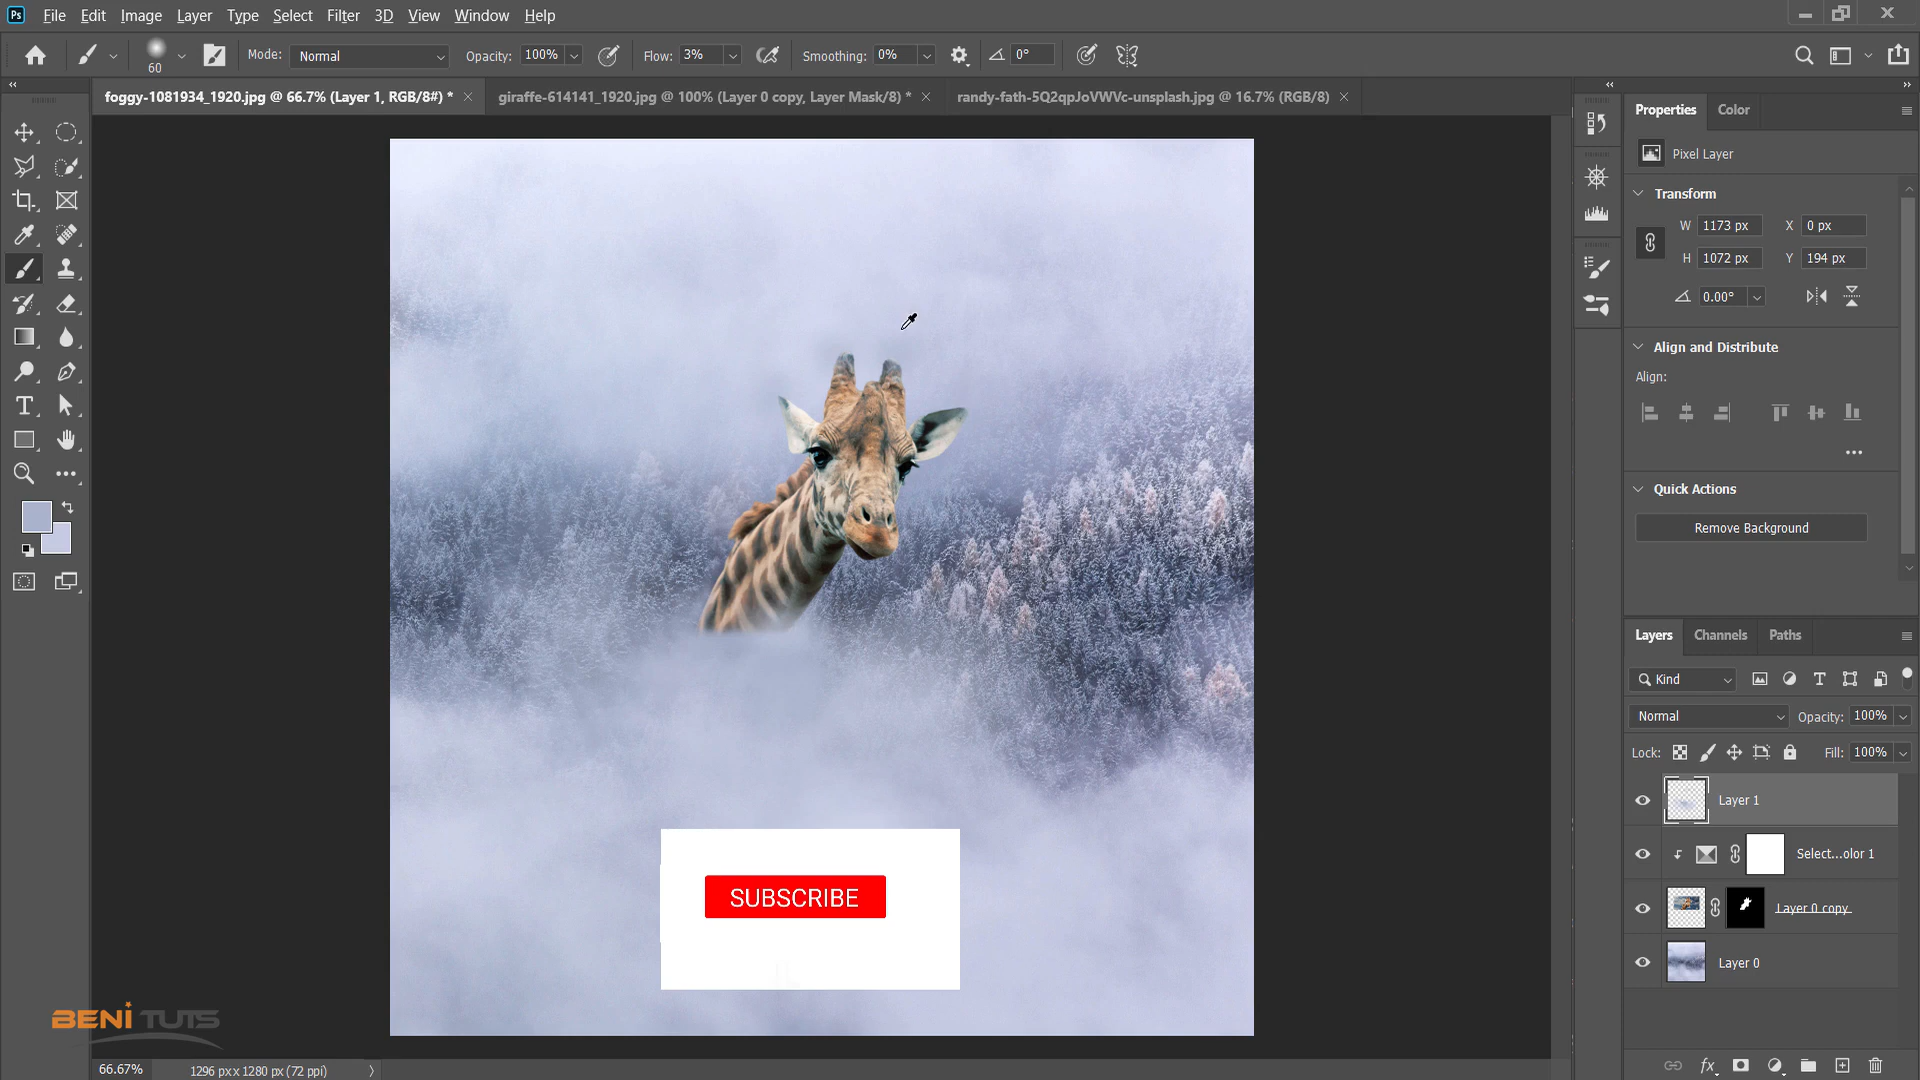 Ps File Edit Image Layer Type Select Filter 3D View Window Help
60 Mode: Normal Opacity: 100% Flow: 3% Smoothing: 0% 0°
foggy-1081934_1920.jpg @ 66.7% (Layer 1, RGB/8#) * giraffe-614141_1920.jpg @ 100% (Layer 0 copy, Layer Mask/8) * randy-fath-5Q2qpJoVWVc-unsplash.jpg @ 16.7% (RGB/8)
Properties Color
Pixel Layer
Transform
W 1173 px X 0 px
H 1072 px Y 194 px
0.00°
Align and Distribute
Align:
Quick Actions
Remove Background
Layers Channels Paths
Kind
Normal Opacity: 100%
Lock: Fill: 100%
Layer 1
Select...olor 1
Layer 0 copy
Layer 0
SUBSCRIBE
BENI TUTS
66.67% 1296 px x 1280 px (72 ppi)